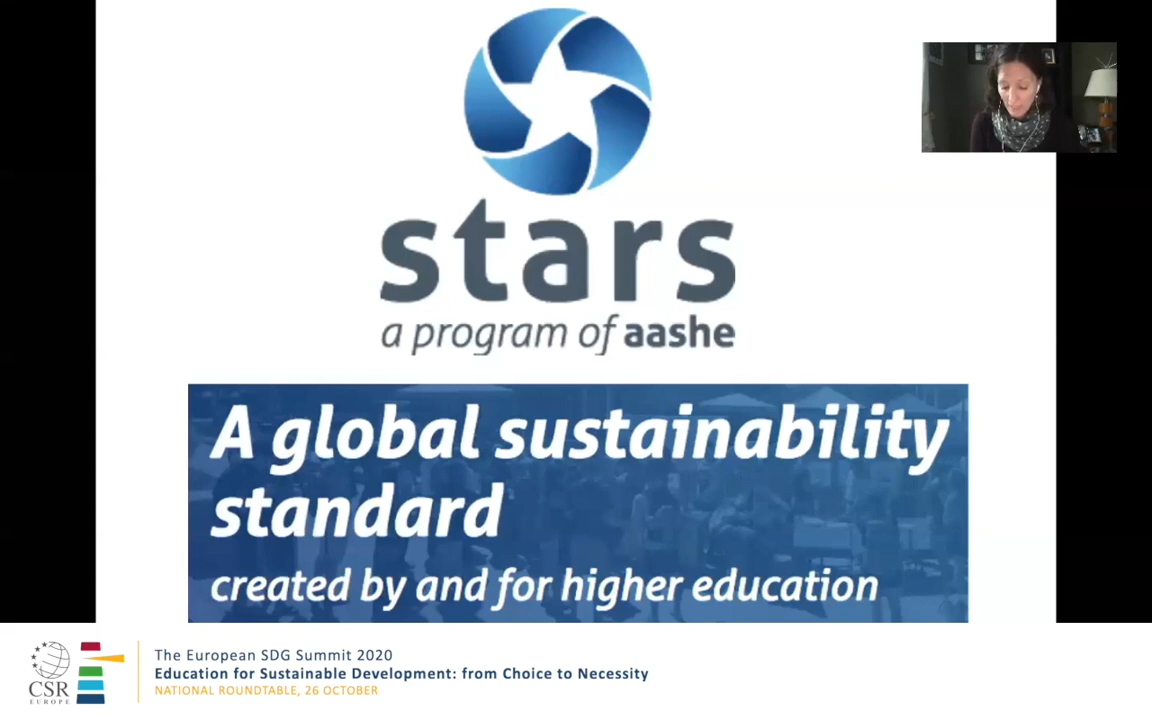 stars
a program of aashe
A global sustainability
standard
created by and for higher education
CSR
EUROPE
The European SDG Summit 2020
Education for Sustainable Development: from Choice to Necessity
NATIONAL ROUNDTABLE, 26 OCTOBER